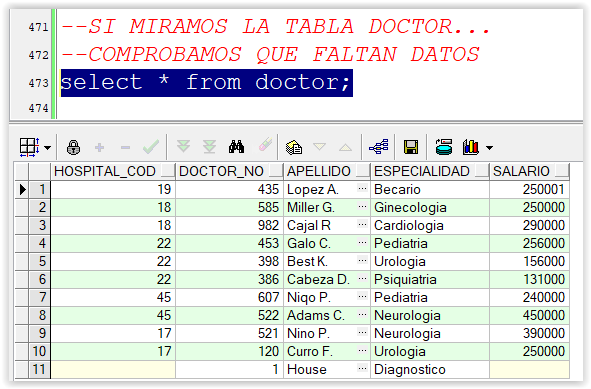 471 --SI MIRAMOS LA TABLA DOCTOR...
472 --COMPROBAMOS QUE FALTAN DATOS
473 select * from doctor;
474
HOSPITAL_COD DOCTOR_NO APELLIDO ESPECIALIDAD SALARIO
1 19 435 Lopez A. ... Becario 250001
2 18 585 Miller G. ... Ginecologia 250000
3 18 982 Cajal R ... Cardiologia 290000
4 22 453 Galo C. ... Pediatria 256000
5 22 398 Best K. ... Urologia 156000
6 22 386 Cabeza D. ... Psiquiatria 131000
7 45 607 Niqo P. ... Pediatria 240000
8 45 522 Adams C. ... Neurologia 450000
9 17 521 Nino P. ... Neurologia 390000
10 17 120 Curro F. ... Urologia 250000
11 1 House ... Diagnostico